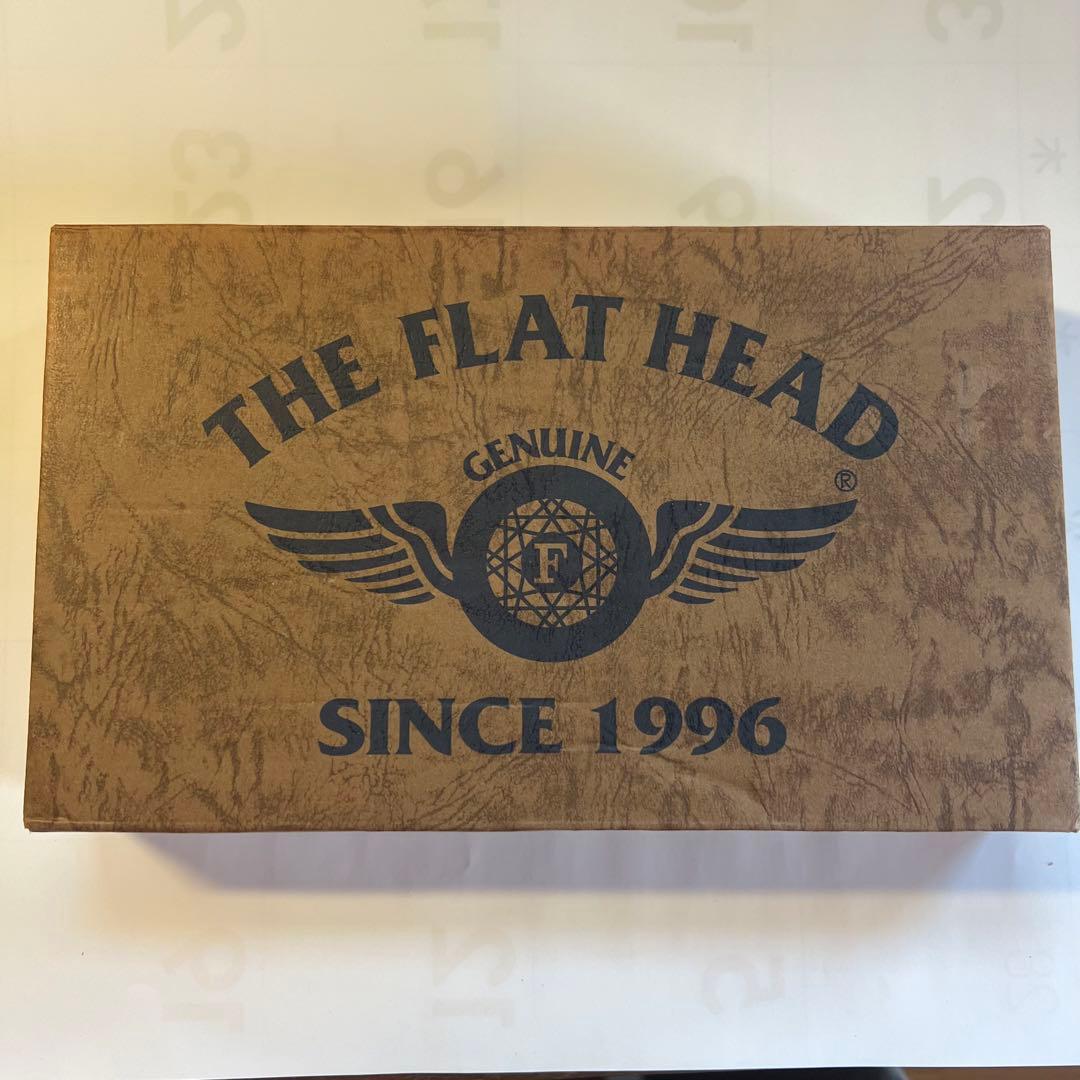 THE FLAT HEAD
®
GENUINE
F
SINCE 1996